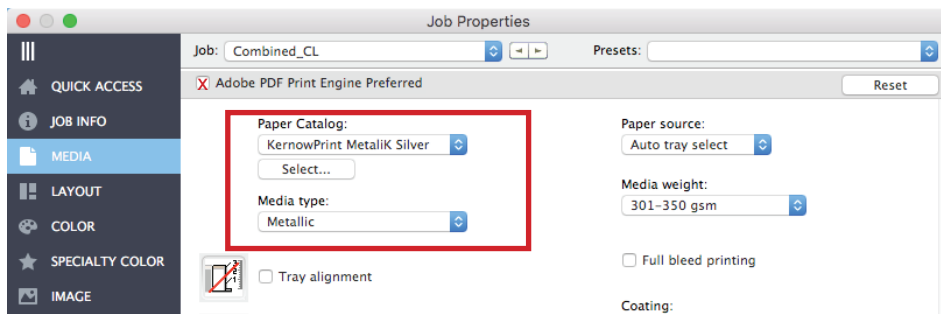 Job Properties
Job: Combined_CL Presets:
QUICK ACCESS
JOB INFO
MEDIA
LAYOUT
COLOR
SPECIALTY COLOR
IMAGE
X Adobe PDF Print Engine Preferred Reset
Paper Catalog:
KernowPrint MetaliK Silver
Select...
Media type:
Metallic
Tray alignment
Paper source:
Auto tray select
Media weight:
301-350 gsm
Full bleed printing
Coating: